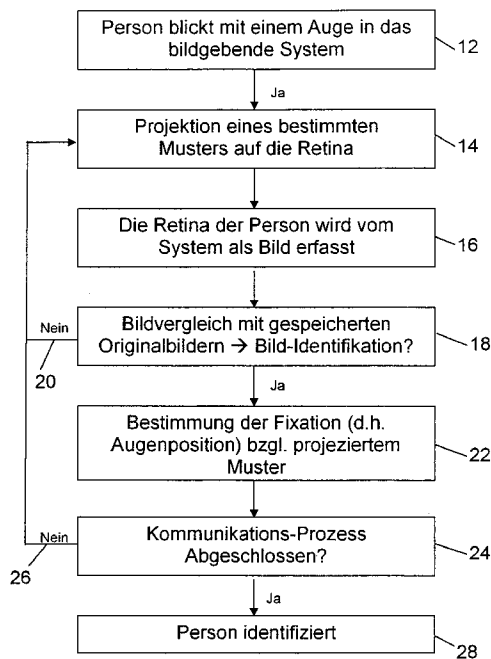 Person blickt mit einem Auge in das
bildgebende System
12
Ja
Projektion eines bestimmten
Musters auf die Retina
14
Die Retina der Person wird vom
System als Bild erfasst
16
Nein
20
Bildvergleich mit gespeicherten
Originalbildern → Bild-Identifikation?
18
Ja
Bestimmung der Fixation (d.h.
Augenposition) bzgl. projeziertem
Muster
22
Nein
26
Kommunikations-Prozess
Abgeschlossen?
24
Ja
Person identifiziert
28